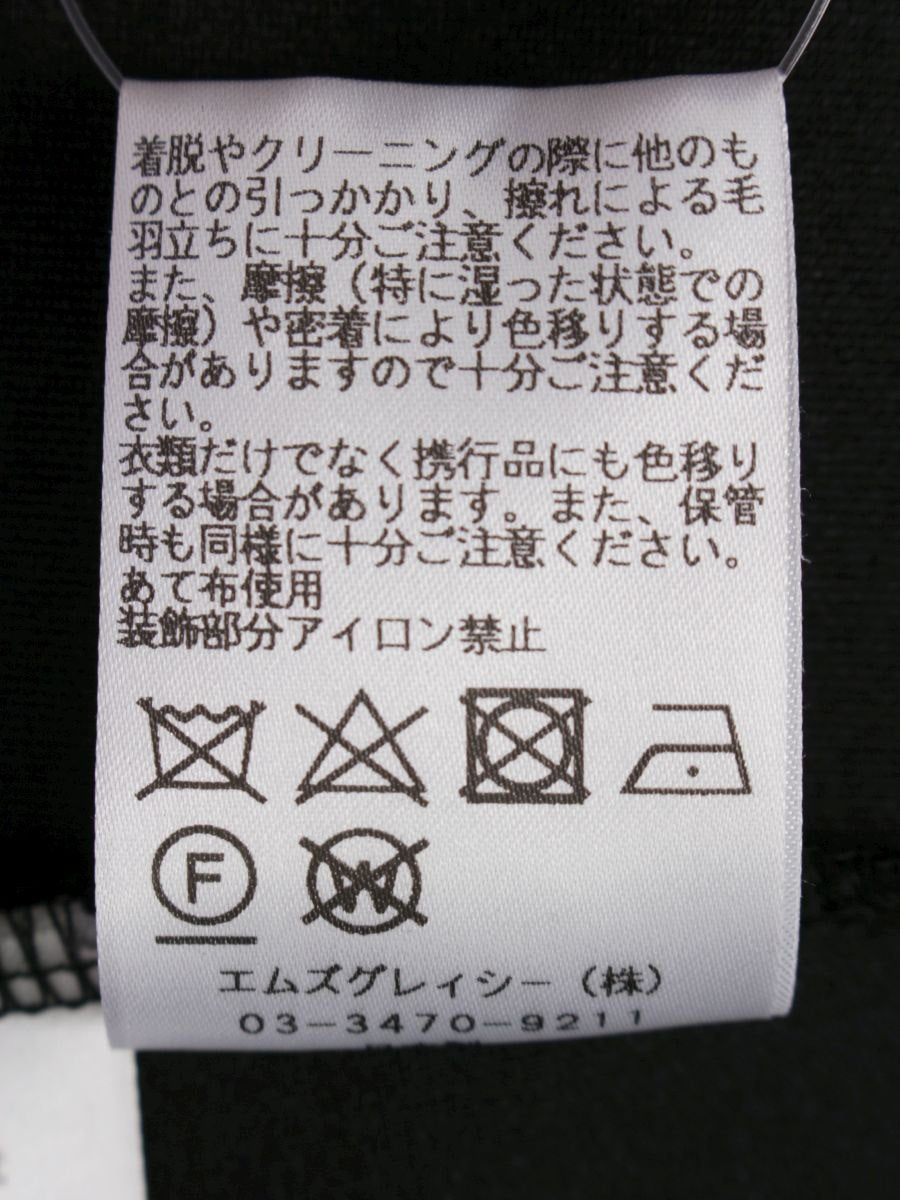 着脱やクリーニングの際に他のも
のとの引っかかり、擦れによる毛
羽立ちに十分ご注意ください。
また、摩擦（特に湿った状態での
摩擦）や密着により色移りする場
合がありますので十分ご注意くだ
さい。
衣類だけでなく携行品にも色移り
する場合があります。また、保管
時も同様に十分ご注意ください。
あて布使用
装飾部分アイロン禁止
F
W
エムズグレィシー（株）
03-3470-9211